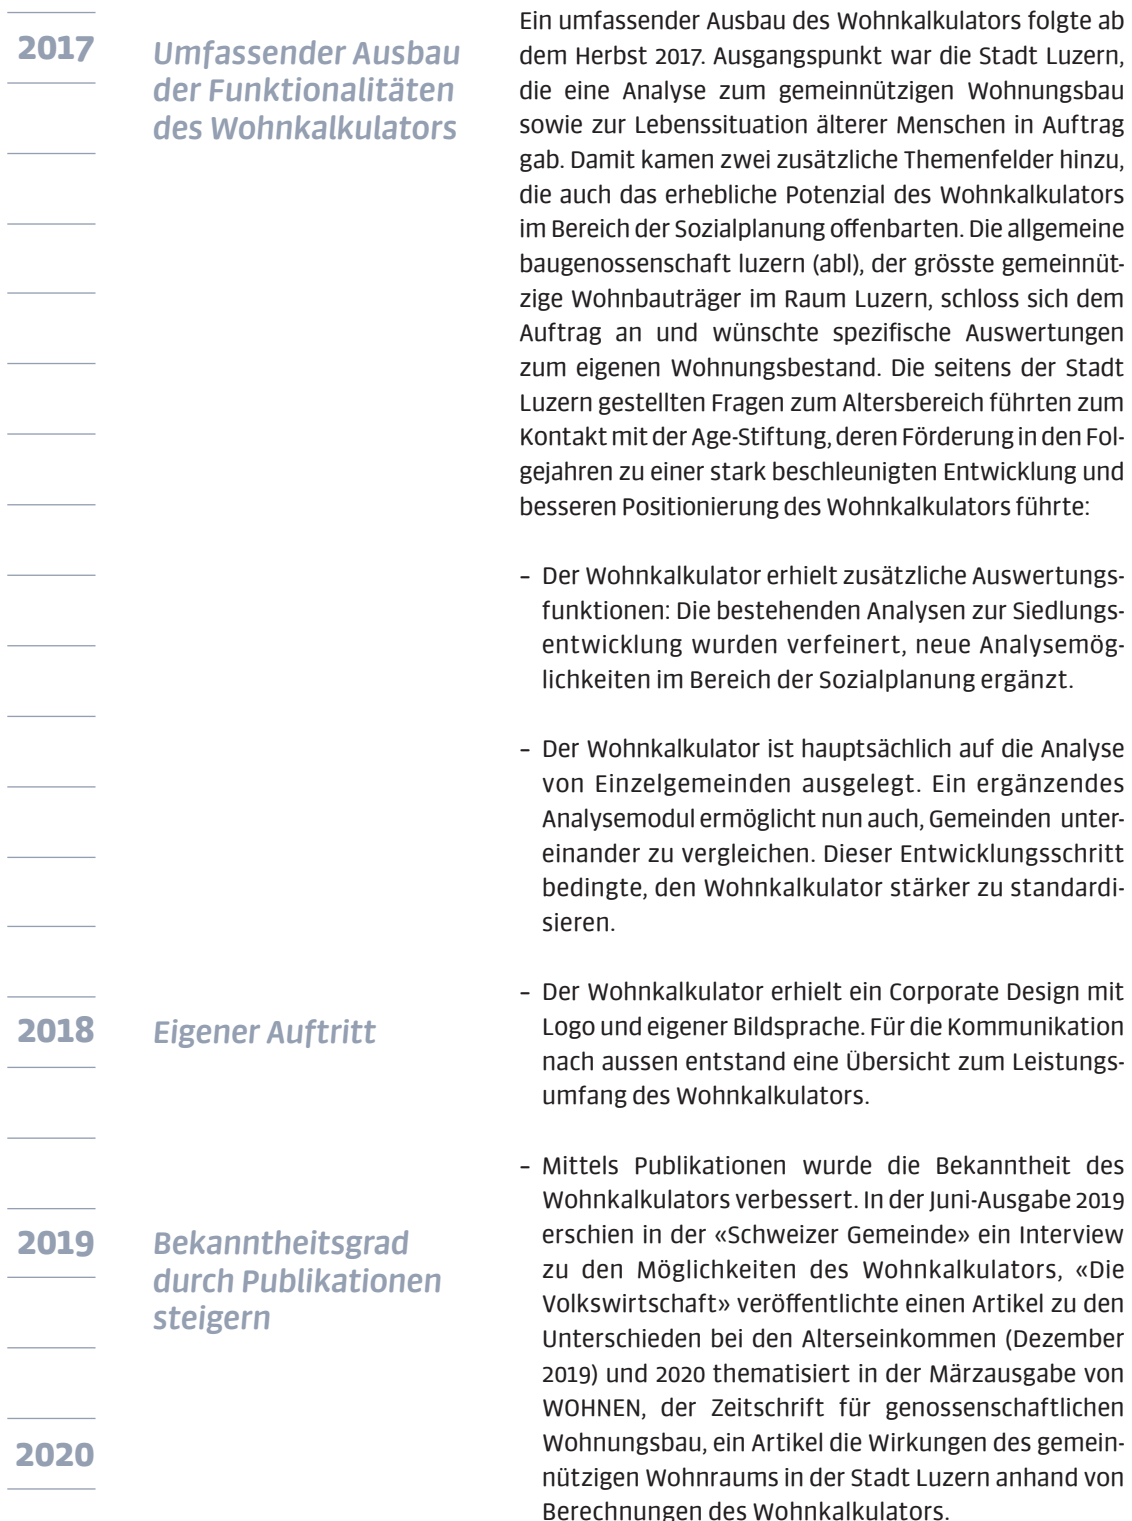 2017
Umfassender Ausbau
der Funktionalitäten
des Wohnkalkulators
Ein umfassender Ausbau des Wohnkalkulators folgte ab
dem Herbst 2017. Ausgangspunkt war die Stadt Luzern,
die eine Analyse zum gemeinnützigen Wohnungsbau
sowie zur Lebenssituation älterer Menschen in Auftrag
gab. Damit kamen zwei zusätzliche Themenfelder hinzu,
die auch das erhebliche Potenzial des Wohnkalkulators
im Bereich der Sozialplanung offenbarten. Die allgemeine
baugenossenschaft luzern (abl), der grösste gemeinnüt-
zige Wohnbauträger im Raum Luzern, schloss sich dem
Auftrag an und wünschte spezifische Auswertungen
zum eigenen Wohnungsbestand. Die seitens der Stadt
Luzern gestellten Fragen zum Altersbereich führten zum
Kontakt mit der Age-Stiftung, deren Förderung in den Fol-
gejahren zu einer stark beschleunigten Entwicklung und
besseren Positionierung des Wohnkalkulators führte:
– Der Wohnkalkulator erhielt zusätzliche Auswertungs-
funktionen: Die bestehenden Analysen zur Siedlungs-
entwicklung wurden verfeinert, neue Analysemög-
lichkeiten im Bereich der Sozialplanung ergänzt.
– Der Wohnkalkulator ist hauptsächlich auf die Analyse
von Einzelgemeinden ausgelegt. Ein ergänzendes
Analysemodul ermöglicht nun auch, Gemeinden unter-
einander zu vergleichen. Dieser Entwicklungsschritt
bedingte, den Wohnkalkulator stärker zu standardi-
sieren.
2018
Eigener Auftritt
– Der Wohnkalkulator erhielt ein Corporate Design mit
Logo und eigener Bildsprache. Für die Kommunikation
nach aussen entstand eine Übersicht zum Leistungs-
umfang des Wohnkalkulators.
2019
Bekanntheitsgrad
durch Publikationen
steigern
– Mittels Publikationen wurde die Bekanntheit des
Wohnkalkulators verbessert. In der Juni-Ausgabe 2019
erschien in der «Schweizer Gemeinde» ein Interview
zu den Möglichkeiten des Wohnkalkulators, «Die
Volkswirtschaft» veröffentlichte einen Artikel zu den
Unterschieden bei den Alterseinkommen (Dezember
2019) und 2020 thematisiert in der Märzausgabe von
WOHNEN, der Zeitschrift für genossenschaftlichen
Wohnungsbau, ein Artikel die Wirkungen des gemein-
nützigen Wohnraums in der Stadt Luzern anhand von
Berechnungen des Wohnkalkulators.
2020